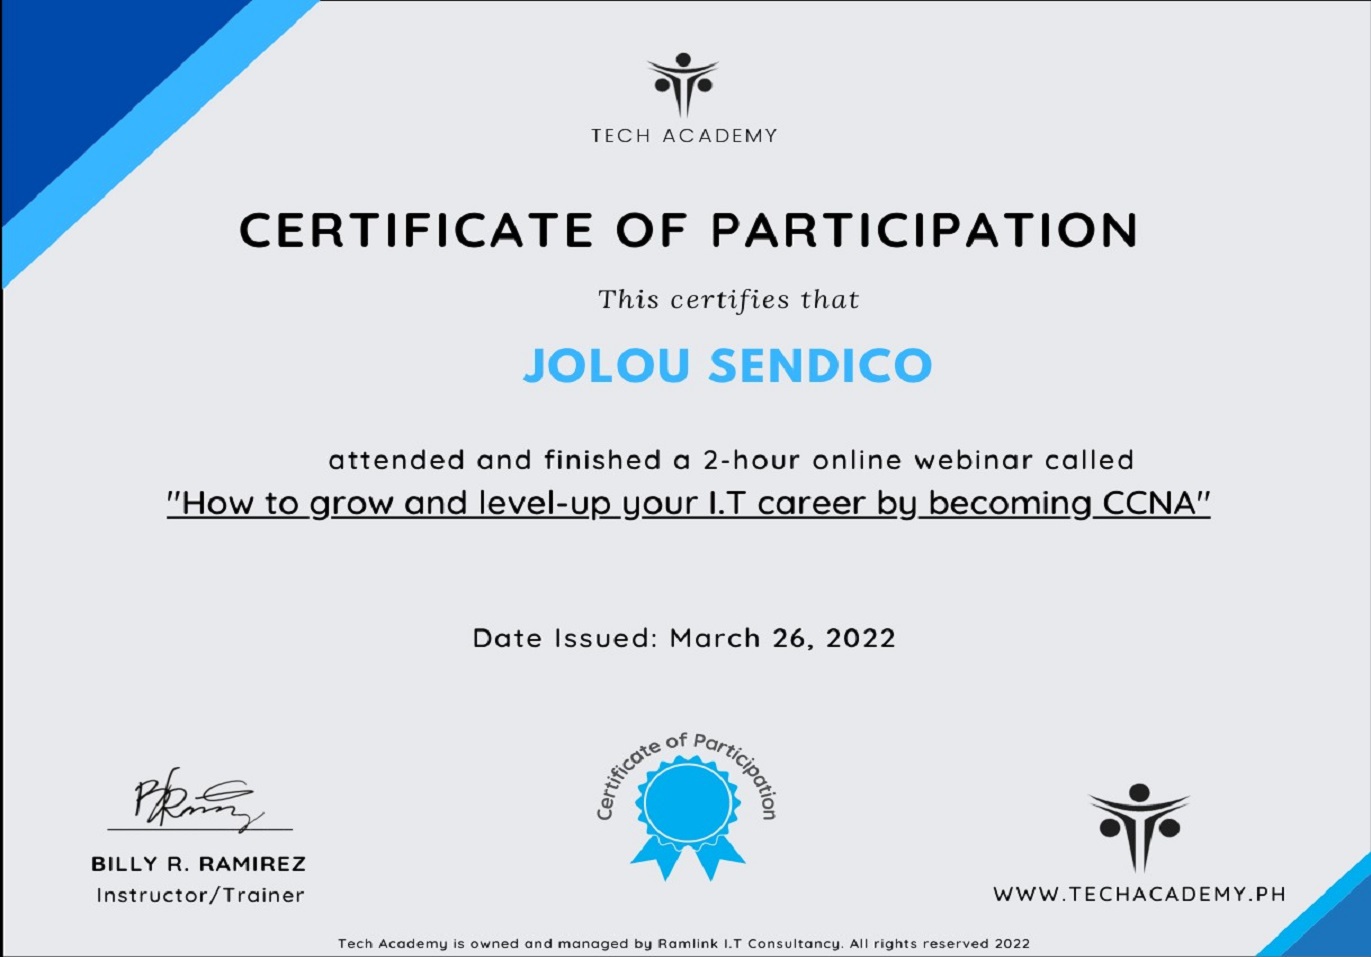 TECH ACADEMY
CERTIFICATE OF PARTICIPATION
This certifies that
JOLOU SENDICO
attended and finished a 2-hour online webinar called
"How to grow and level-up your I.T career by becoming CCNA"
Date Issued: March 26, 2022
Certificate of Participation
BILLY R. RAMIREZ
Instructor/Trainer
WWW.TECHACADEMY.PH
Tech Academy is owned and managed by Ramlink I.T Consultancy. All rights reserved 2022